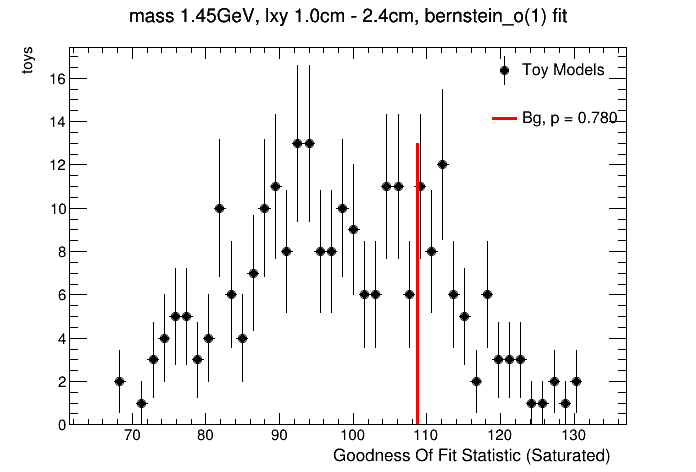 mass 1.45GeV, lxy 1.0cm - 2.4cm, bernstein_o(1) fit
toys
Toy Models
Bg, p = 0.780
16
14
12
10
8
6
4
2
0
70 80 90 100 110 120 130
Goodness Of Fit Statistic (Saturated)